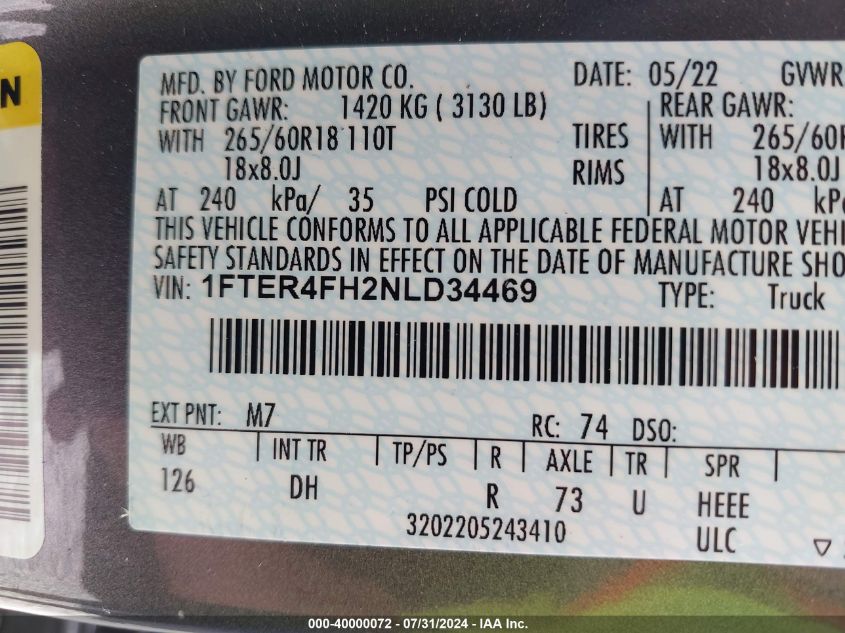 N
MFD. BY FORD MOTOR CO. DATE: 05/22 GVWR
FRONT GAWR: 1420 KG ( 3130 LB) REAR GAWR:
WITH 265/60R18 110T TIRES WITH 265/60R
18x8.0J RIMS 18x8.0J
AT 240 kPa/ 35 PSI COLD AT 240 kPa
THIS VEHICLE CONFORMS TO ALL APPLICABLE FEDERAL MOTOR VEHI
SAFETY STANDARDS IN EFFECT ON THE DATE OF MANUFACTURE SHO
VIN: 1FTER4FH2NLD34469 TYPE: Truck
EXT PNT: M7 RC: 74 DSO:
WB INT TR TP/PS R AXLE TR SPR
126 DH R 73 U HEEE
3202205243410 ULC
000-40000072 - 07/31/2024 - IAA Inc.